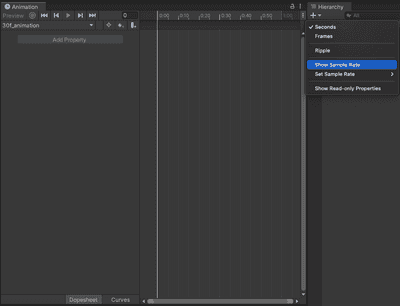 Animation
Hierarchy
Preview
0
All
30f_animation
0:00
0:10
0:20
0:30
0:40
0:50
1:00
Add Property
Seconds
Frames
Ripple
Show Sample Rate
Set Sample Rate
Show Read-only Properties
Dopesheet
Curves